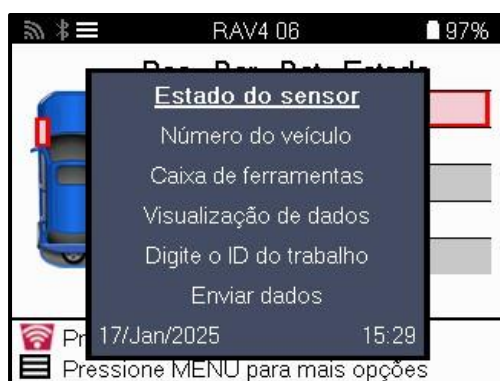 RAV4 06 97%
Estado do sensor
Número do veículo
Caixa de ferramentas
Visualização de dados
Digite o ID do trabalho
Enviar dados
17/Jan/2025 15:29
Pr
Pressione MENU para mais opções